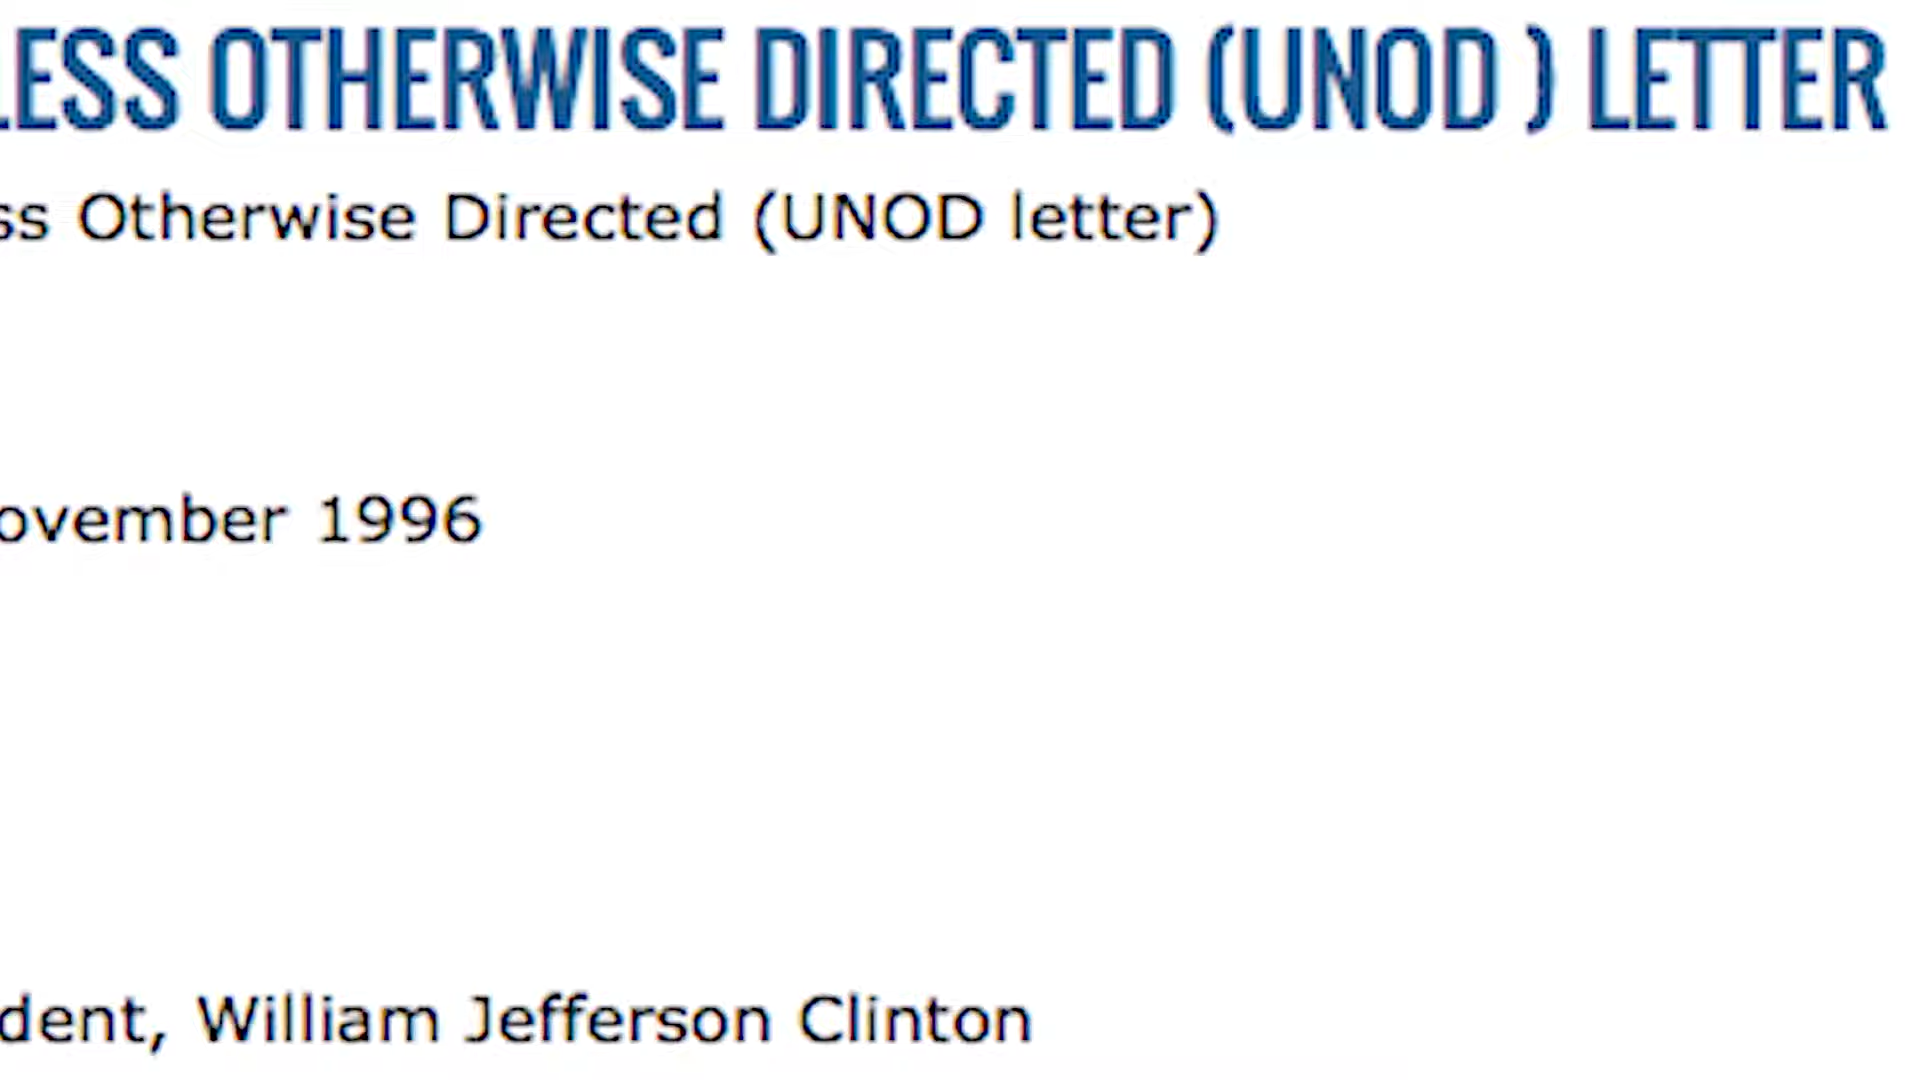 LESS OTHERWISE DIRECTED (UNOD ) LETTER
ss Otherwise Directed (UNOD letter)
ovember 1996
dent, William Jefferson Clinton